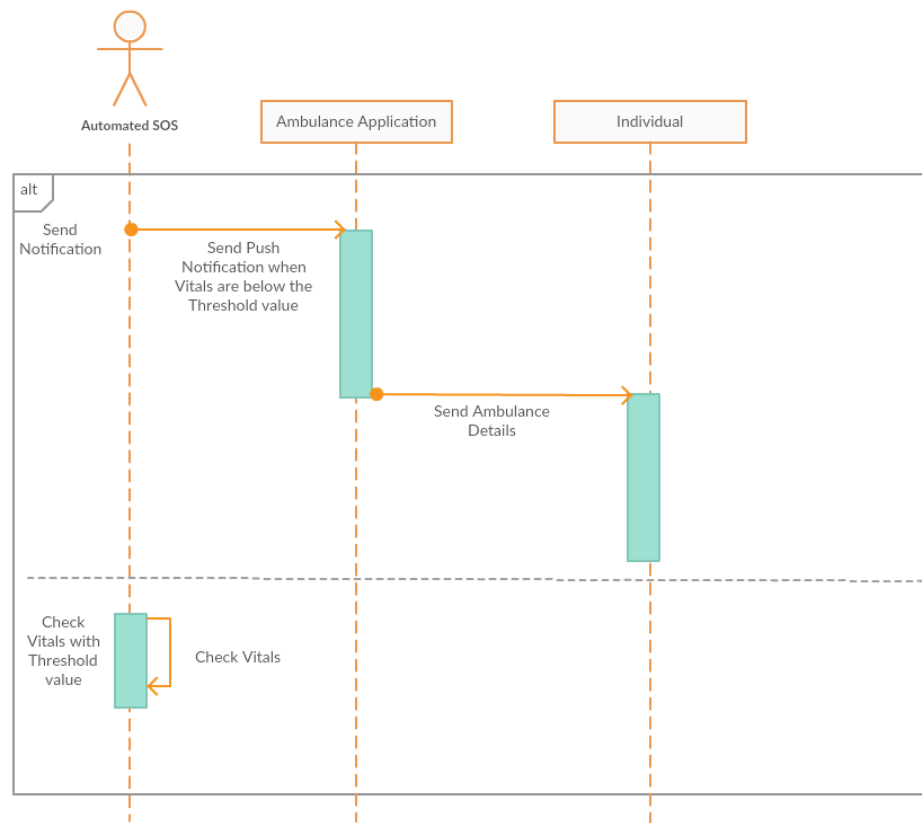 Automated SOS
Ambulance Application
Individual
alt
Send
Notification
Send Push
Notification when
Vitals are below the
Threshold value
Send Ambulance
Details
Check
Vitals with
Threshold
value
Check Vitals